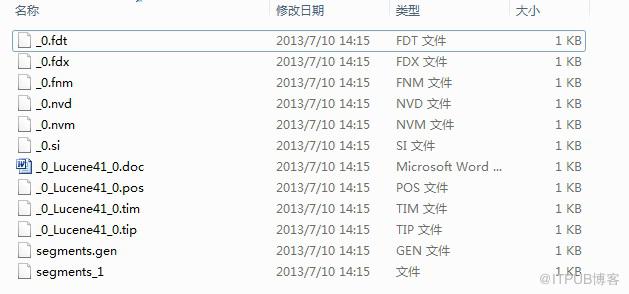 名称 修改日期 类型 大小
_0.fdt 2013/7/10 14:15 FDT 文件 1 KB
_0.fdx 2013/7/10 14:15 FDX 文件 1 KB
_0.fnm 2013/7/10 14:15 FNM 文件 1 KB
_0.nvd 2013/7/10 14:15 NVD 文件 1 KB
_0.nvm 2013/7/10 14:15 NVM 文件 1 KB
_0.si 2013/7/10 14:15 SI 文件 1 KB
_0_Lucene41_0.doc 2013/7/10 14:15 Microsoft Word ... 1 KB
_0_Lucene41_0.pos 2013/7/10 14:15 POS 文件 1 KB
_0_Lucene41_0.tim 2013/7/10 14:15 TIM 文件 1 KB
_0_Lucene41_0.tip 2013/7/10 14:15 TIP 文件 1 KB
segments.gen 2013/7/10 14:15 GEN 文件 1 KB
segments_1 2013/7/10 14:15 文件 1 KB
@ITPUB博客